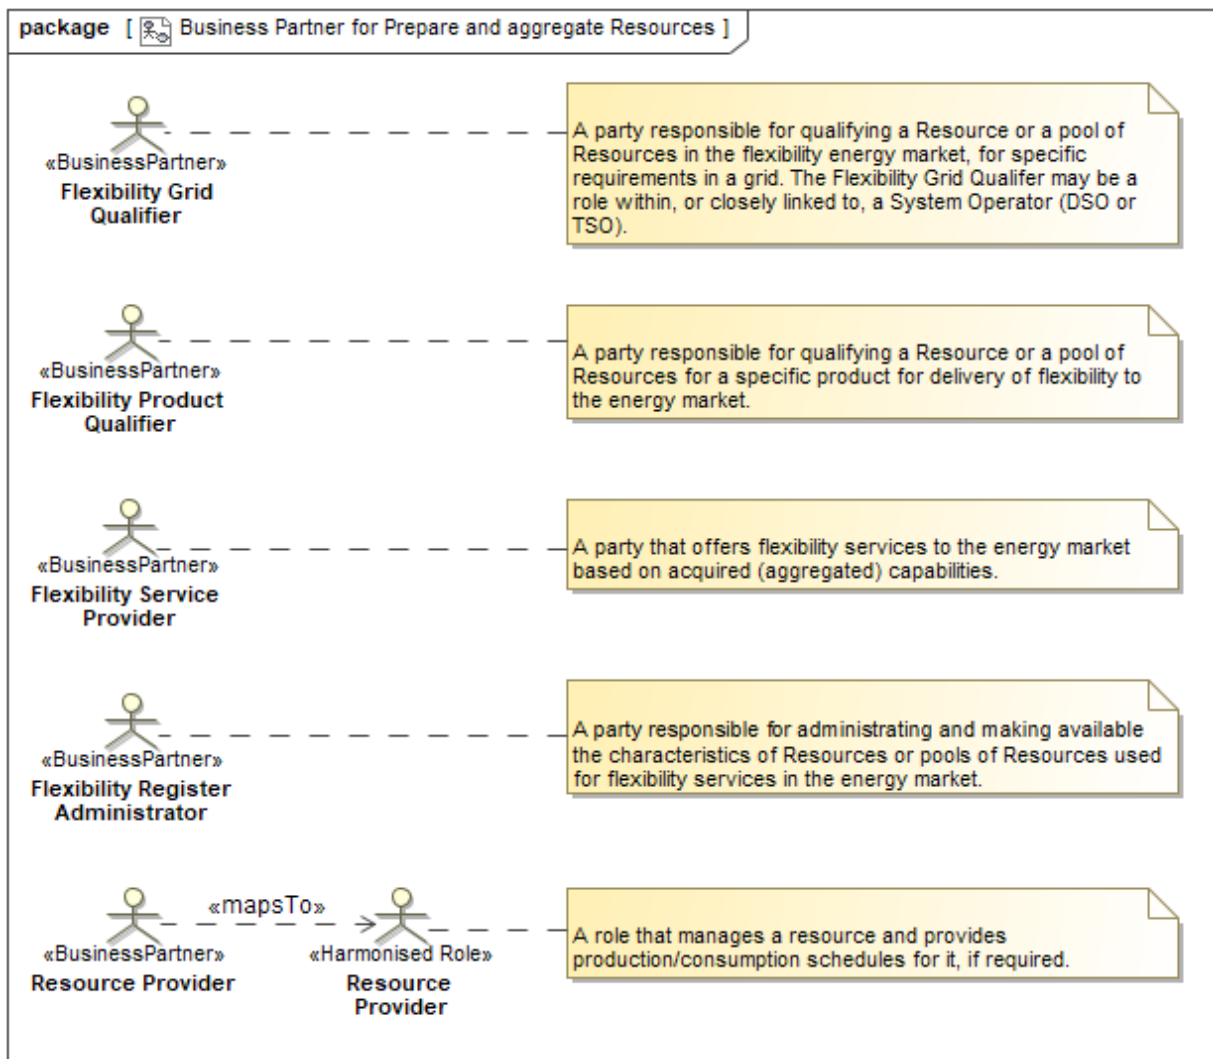 package [ Business Partner for Prepare and aggregate Resources ]
«BusinessPartner»
Flexibility Grid
Qualifier
A party responsible for qualifying a Resource or a pool of
Resources in the flexibility energy market, for specific
requirements in a grid. The Flexibility Grid Qualifer may be a
role within, or closely linked to, a System Operator (DSO or
TSO).
«BusinessPartner»
Flexibility Product
Qualifier
A party responsible for qualifying a Resource or a pool of
Resources for a specific product for delivery of flexibility to
the energy market.
«BusinessPartner»
Flexibility Service
Provider
A party that offers flexibility services to the energy market
based on acquired (aggregated) capabilities.
«BusinessPartner»
Flexibility Register
Administrator
A party responsible for administrating and making available
the characteristics of Resources or pools of Resources used
for flexibility services in the energy market.
«BusinessPartner»
Resource Provider
«mapsTo»
«Harmonised Role»
Resource
Provider
A role that manages a resource and provides
production/consumption schedules for it, if required.